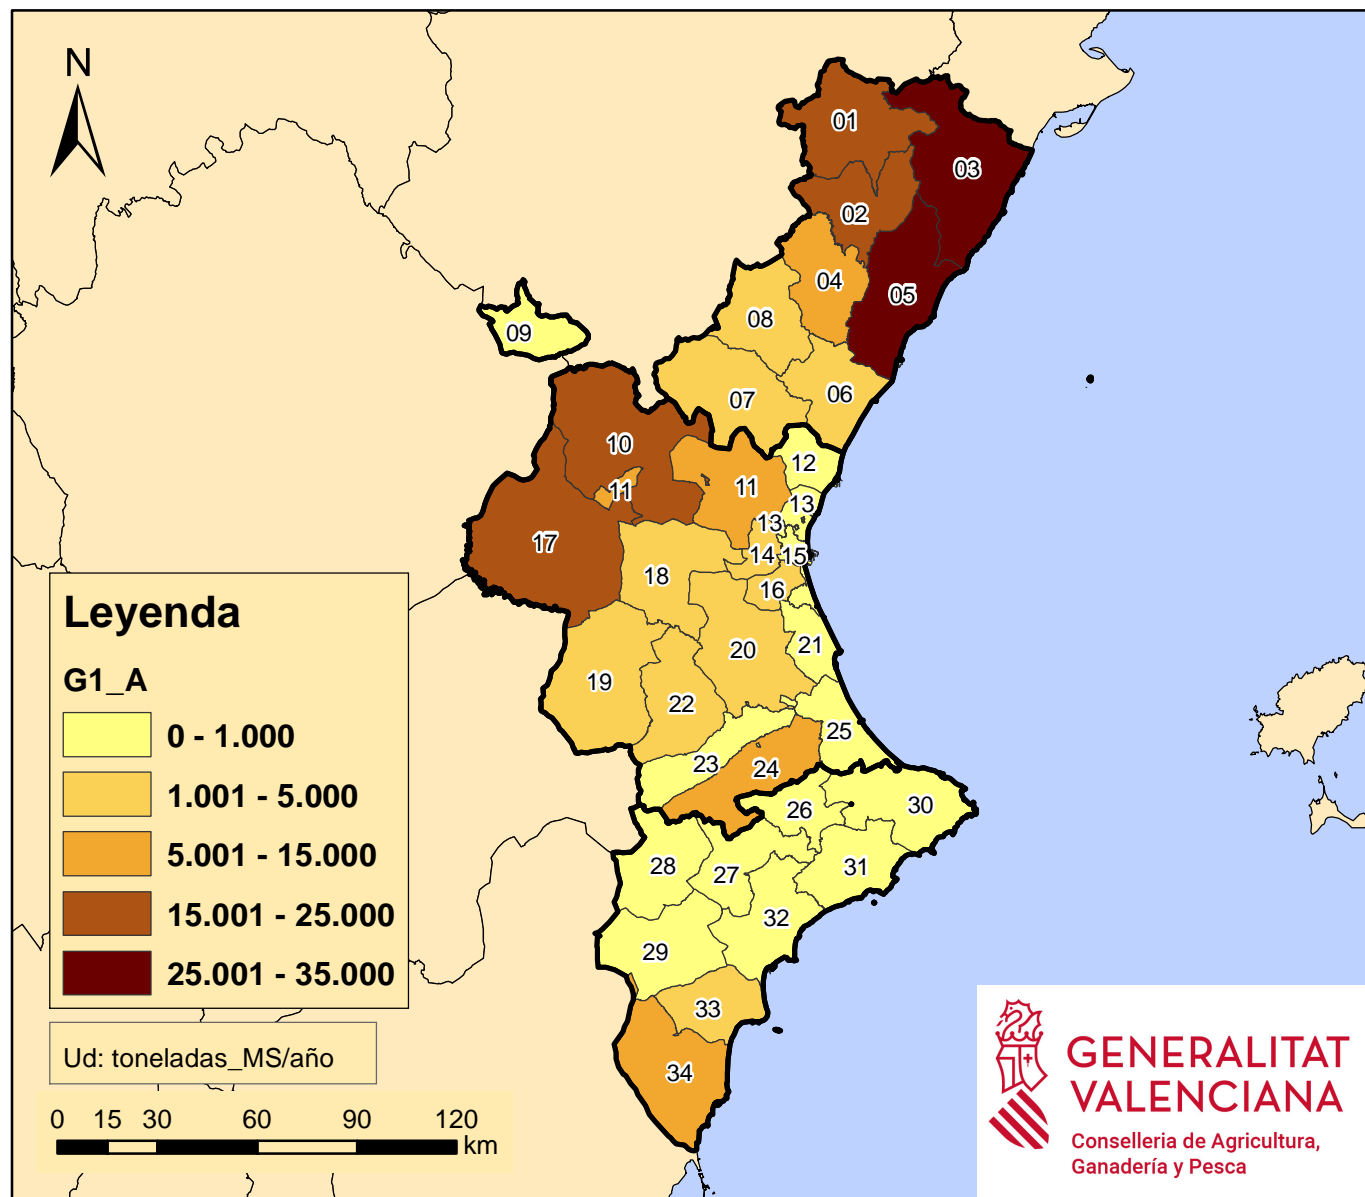 N
01
03
02
04
05
08
09
07
06
10
12
11
11
13
13
17
14
15
18
16
20
21
19
22
25
23
24
26
30
28
27
31
32
29
33
34
Leyenda
G1_A
0 - 1.000
1.001 - 5.000
5.001 - 15.000
15.001 - 25.000
25.001 - 35.000
Ud: toneladas_MS/año
0 15 30 60 90 120
km
GENERALITAT
VALENCIANA
Conselleria de Agricultura,
Ganadería y Pesca